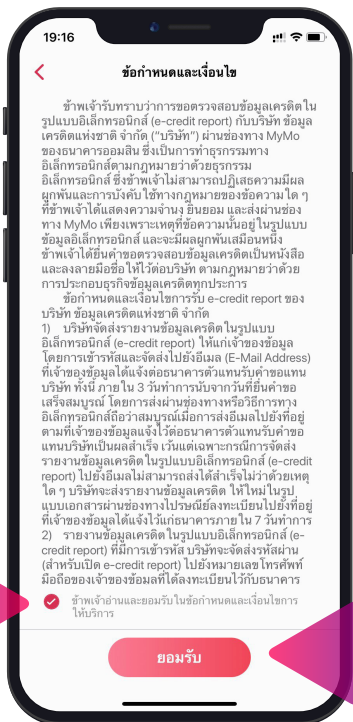 19:16
ข้อกำหนดและเงื่อนไข
ข้าพเจ้ารับทราบว่าการขอตรวจสอบข้อมูลเครดิตใน
รูปแบบอิเล็กทรอนิกส์ (e-credit report) กับบริษัท ข้อมูล
เครดิตแห่งชาติ จำกัด ("บริษัท") ผ่านช่องทาง MyMo
ของธนาคารออมสิน ซึ่งเป็นการทำธุรกรรมทาง
อิเล็กทรอนิกส์ตามกฎหมายว่าด้วยธุรกรรม
อิเล็กทรอนิกส์ ซึ่งข้าพเจ้าไม่สามารถปฏิเสธความมีผล
ผูกพันและการบังคับ ใช้ทางกฎหมายของข้อความใด ๆ
ที่ข้าพเจ้าได้แสดงความจำนง ยินยอม และส่งผ่านช่อง
ทาง MyMo เพียงเพราะเหตุที่ข้อความนั้นอยู่ในรูปแบบ
ข้อมูลอิเล็กทรอนิกส์ และจะมีผลผูกพันเสมือนหนึ่ง
ข้าพเจ้าได้ยื่นคำขอตรวจสอบข้อมูลเครดิตเป็นหนังสือ
และลงลายมือชื่อให้ไว้ต่อบริษัท ตามกฎหมายว่าด้วย
การประกอบธุรกิจข้อมูลเครดิตทุกประการ
ข้อกำหนดและเงื่อนไขการรับ e-credit report ของ
บริษัท ข้อมูลเครดิตแห่งชาติ จำกัด
1) บริษัทจัดส่งรายงานข้อมูลเครดิตในรูปแบบ
อิเล็กทรอนิกส์ (e-credit report) ให้แก่เจ้าของข้อมูล
โดยการเข้ารหัสและจัดส่งไปยังอีเมล (E-Mail Address)
ที่เจ้าของข้อมูลได้แจ้งต่อธนาคารตัวแทนรับคำขอแทน
บริษัท ทั้งนี้ ภายใน 3 วันทำการนับจากวันที่ยื่นคำขอ
เสร็จสมบูรณ์ โดยการส่งผ่านช่องทางหรือวิธีการทาง
อิเล็กทรอนิกส์ถือว่าสมบูรณ์เมื่อการส่งอีเมลไปยังที่อยู่
ตามที่เจ้าของข้อมูลแจ้งไว้ต่อธนาคารตัวแทนรับคำขอ
แทนบริษัทเป็นผลสำเร็จ เว้นแต่เฉพาะกรณีการจัดส่ง
รายงานข้อมูลเครดิตในรูปแบบอิเล็กทรอนิกส์ (e-credit
report) ไปยังอีเมลไม่สามารถส่งได้สำเร็จไม่ว่าด้วยเหตุ
ใด ๆ บริษัทจะส่งรายงานข้อมูลเครดิต ให้ใหม่ในรูป
แบบเอกสารผ่านช่องทางไปรษณีย์ลงทะเบียนไปยังที่อยู่
ที่เจ้าของข้อมูลได้แจ้งไว้แก่ธนาคารภายใน 7 วันทำการ
2) รายงานข้อมูลเครดิตในรูปแบบอิเล็กทรอนิกส์ (e-
credit report) ที่มีการเข้ารหัส บริษัทจะจัดส่งรหัสผ่าน
(สำหรับเปิด e-credit report) ไปยังหมายเลขโทรศัพท์
มือถือของเจ้าของข้อมูลที่ได้ลงทะเบียนไว้กับธนาคาร
ข้าพเจ้าอ่านและยอมรับในข้อกำหนดและเงื่อนไขการ
ให้บริการ
ยอมรับ